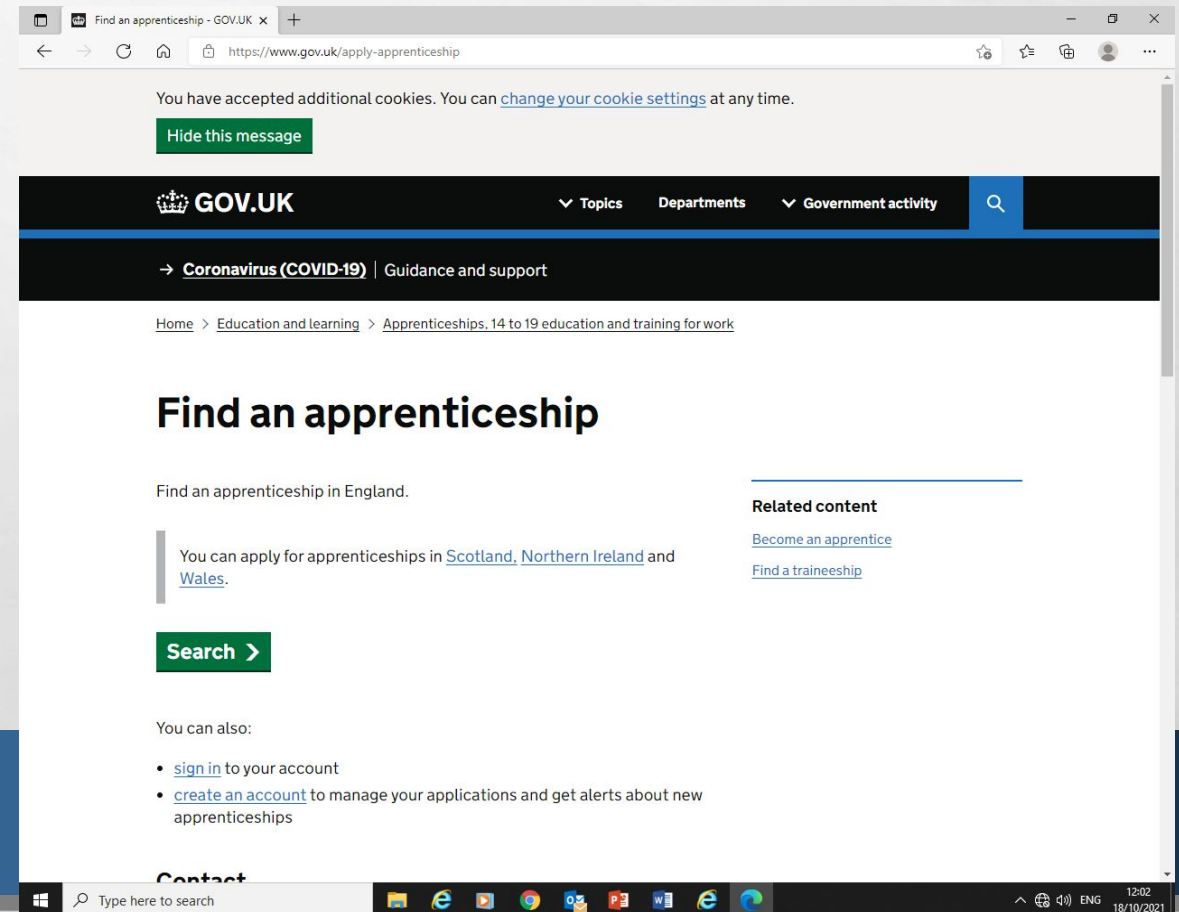 Find an apprenticeship - GOV.UK
https://www.gov.uk/apply-apprenticeship
You have accepted additional cookies. You can change your cookie settings at any time.
Hide this message
GOV.UK
Topics
Departments
Government activity
Coronavirus (COVID-19) | Guidance and support
Home > Education and learning > Apprenticeships, 14 to 19 education and training for work
Find an apprenticeship
Find an apprenticeship in England.
You can apply for apprenticeships in Scotland, Northern Ireland and
Wales.
Search
You can also:
• sign in to your account
• create an account to manage your applications and get alerts about new
apprenticeships
Contact
Related content
Become an apprentice
Find a traineeship
Type here to search
ENG
12:02
18/10/2021